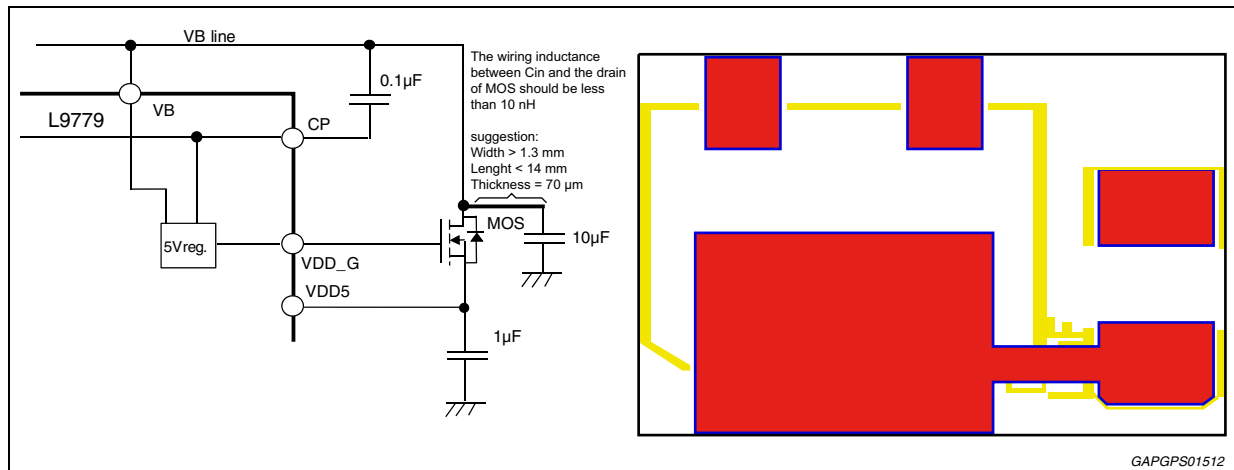 VB line
The wiring inductance
between Cin and the drain
of MOS should be less
than 10 nH
0.1µF
VB
L9779
CP
suggestion:
Width > 1.3 mm
Lenght < 14 mm
Thickness = 70 µm
MOS
5Vreg.
10µF
VDD_G
VDD5
1µF
GAPGPS01512